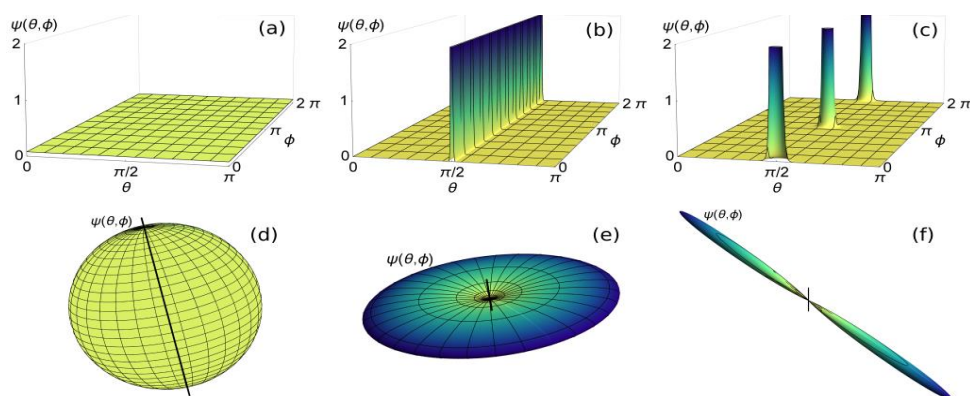 ψ(θ,ϕ) (a)
2
1
0
0 π/2 π
θ
0 π 2 π
ϕ
ψ(θ,ϕ) (b)
2
1
0
0 π/2 π
θ
0 π 2 π
ϕ
ψ(θ,ϕ) (c)
2
1
0
0 π/2 π
θ
0 π 2 π
ϕ
ψ(θ,ϕ) (d)
ψ(θ,ϕ) (e)
ψ(θ,ϕ) (f)